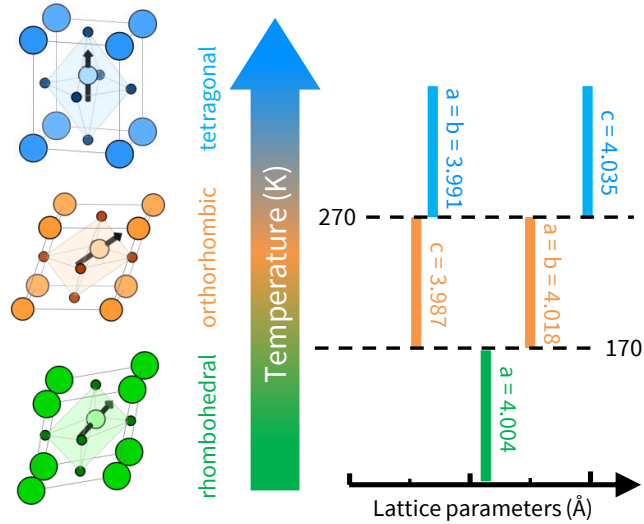 tetragonal
orthorhombic
rhombohedral
Temperature (K)
a = b = 3.991
c = 4.035
270
c = 3.987
a = b = 4.018
170
a = 4.004
Lattice parameters (Å)